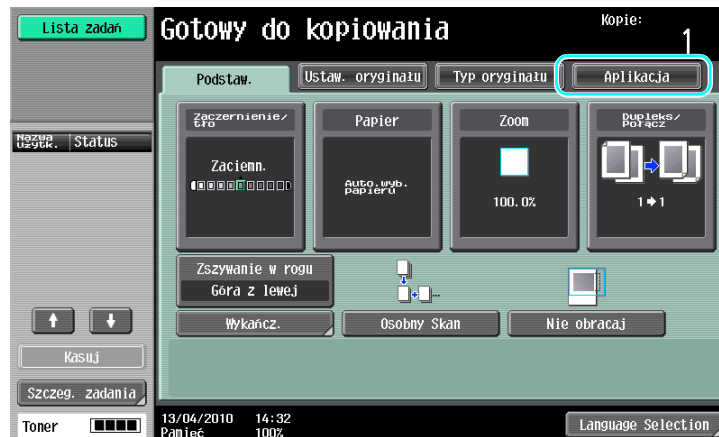 Lista zadań
Gotowy do kopiowania
Kopie:
1
Podstaw.
Ustaw. oryginału
Typ oryginału
Aplikacja
Nazwa
użytk.
Status
Zaczernienie/
tło
Papier
Zoom
Dupleks/
Połącz
Zaciemn.
Auto.wyb.
papieru
100.0%
1→1
Zszywanie w rogu
Góra z lewej
Wykańcz.
Osobny Skan
Nie obracaj
Kasuj
Szczeg. zadania
Toner
13/04/2010 14:32
Pamięć 100%
Language Selection